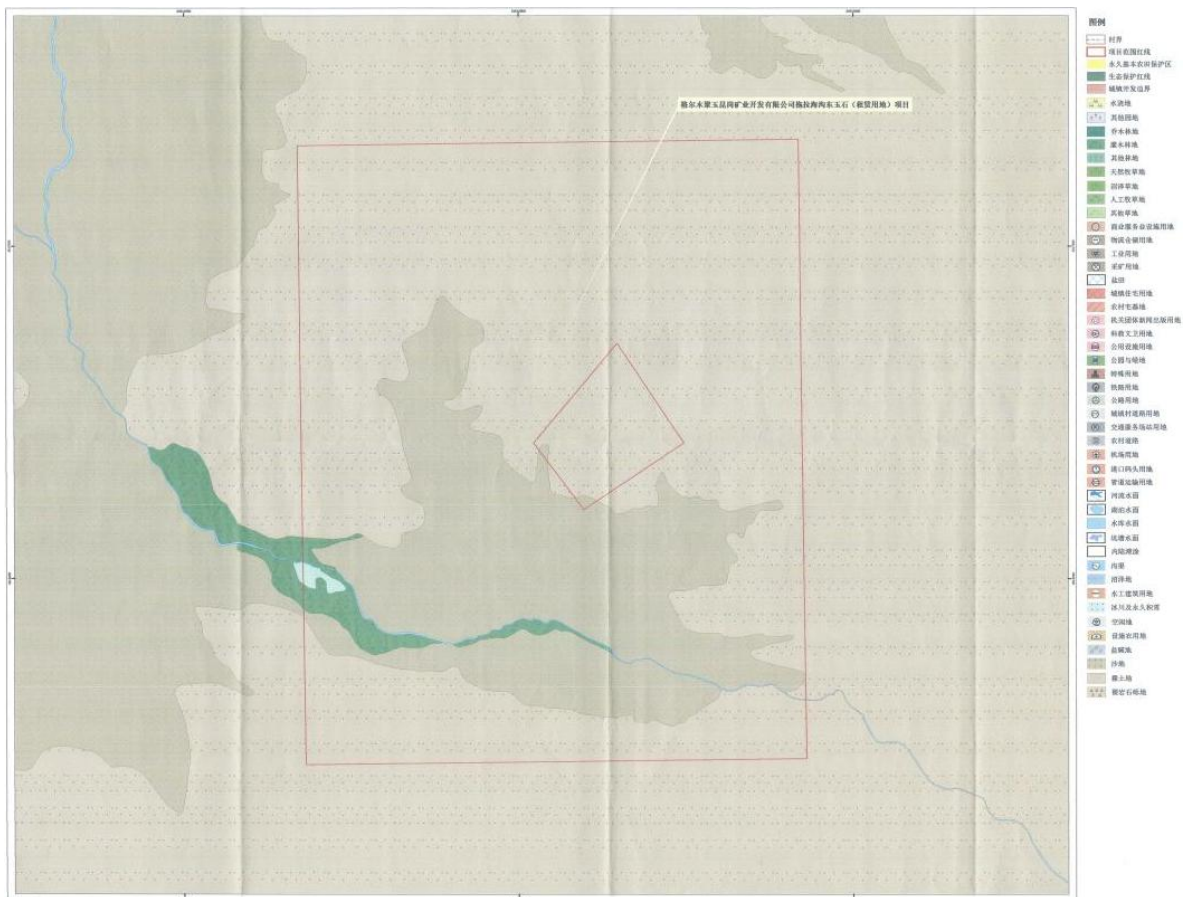 图例
村界
项目范围红线
永久基本农田保护区
生态保护红线
城镇开发边界
格尔木聚玉昆岗矿业开发有限公司拖拉海沟东玉石（租赁用地）项目
水浇地
其他园地
乔木林地
灌木林地
其他林地
天然牧草地
沼泽草地
人工牧草地
其他草地
商业服务业设施用地
物流仓储用地
工业用地
采矿用地
盐田
城镇住宅用地
农村宅基地
机关团体新闻出版用地
科教文卫用地
公用设施用地
公园与绿地
特殊用地
铁路用地
公路用地
城镇村道路用地
交通服务场站用地
农村道路
机场用地
港口码头用地
管道运输用地
河流水面
湖泊水面
水库水面
坑塘水面
内陆滩涂
沟渠
沼泽地
水工建筑用地
冰川及永久积雪
空闲地
设施农用地
盐碱地
沙地
裸土地
裸岩石砾地